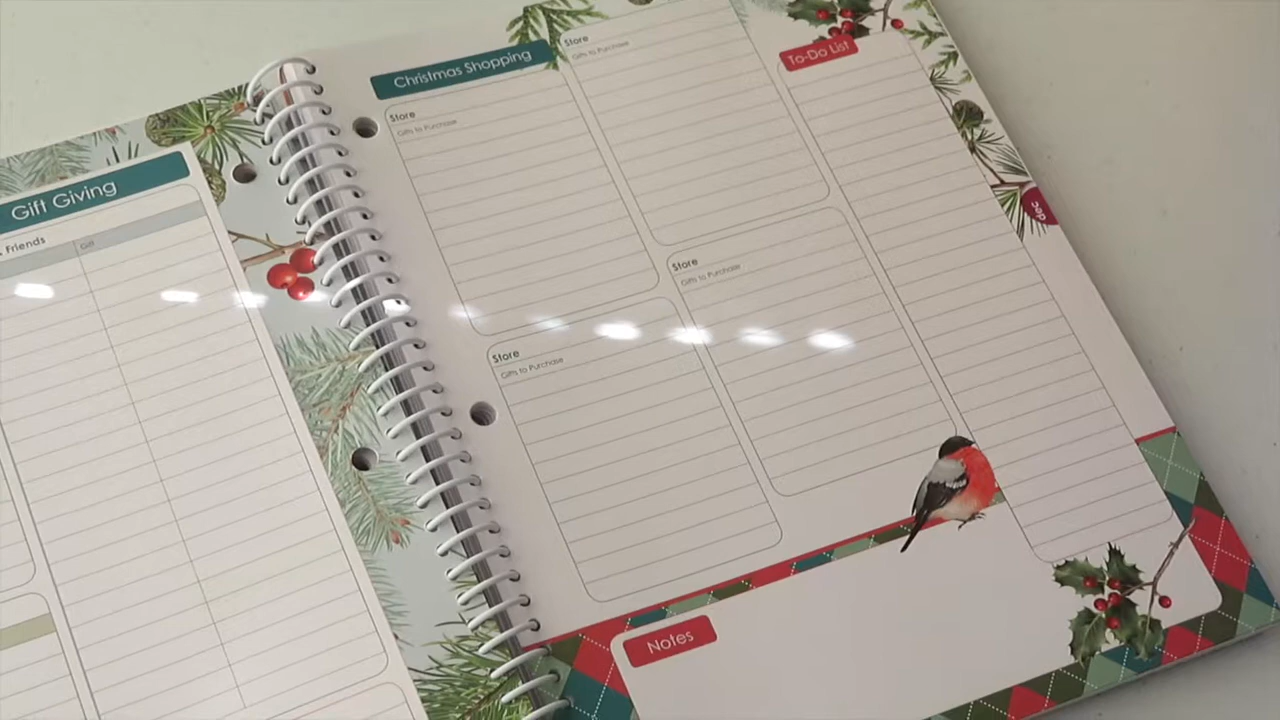 Gift Giving
Friends
Gift
Christmas Shopping
Store
Gifts to Purchase
Store
Gifts to Purchase
Store
Gifts to Purchase
Store
Gifts to Purchase
To-Do List
Notes